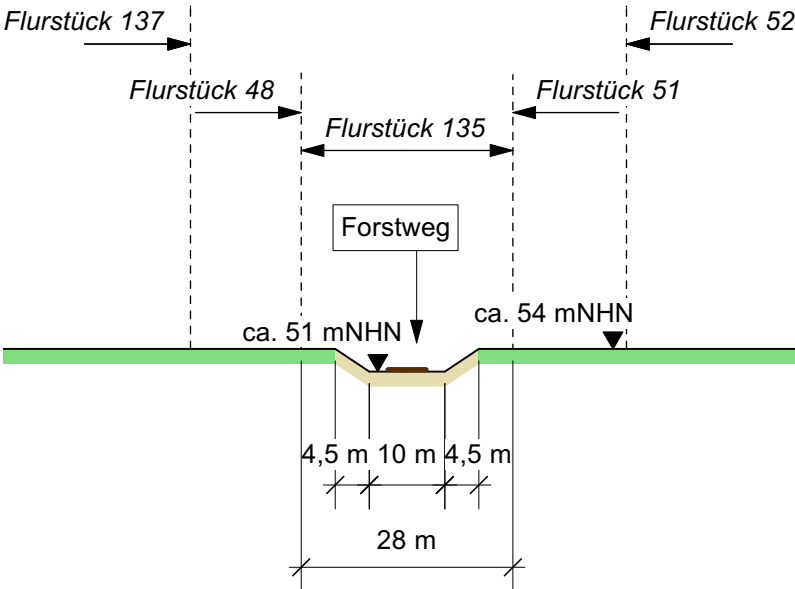 Flurstück 137
Flurstück 52
Flurstück 48
Flurstück 51
Flurstück 135
Forstweg
ca. 54 mNHN
ca. 51 mNHN
4,5 m 10 m 4,5 m
28 m